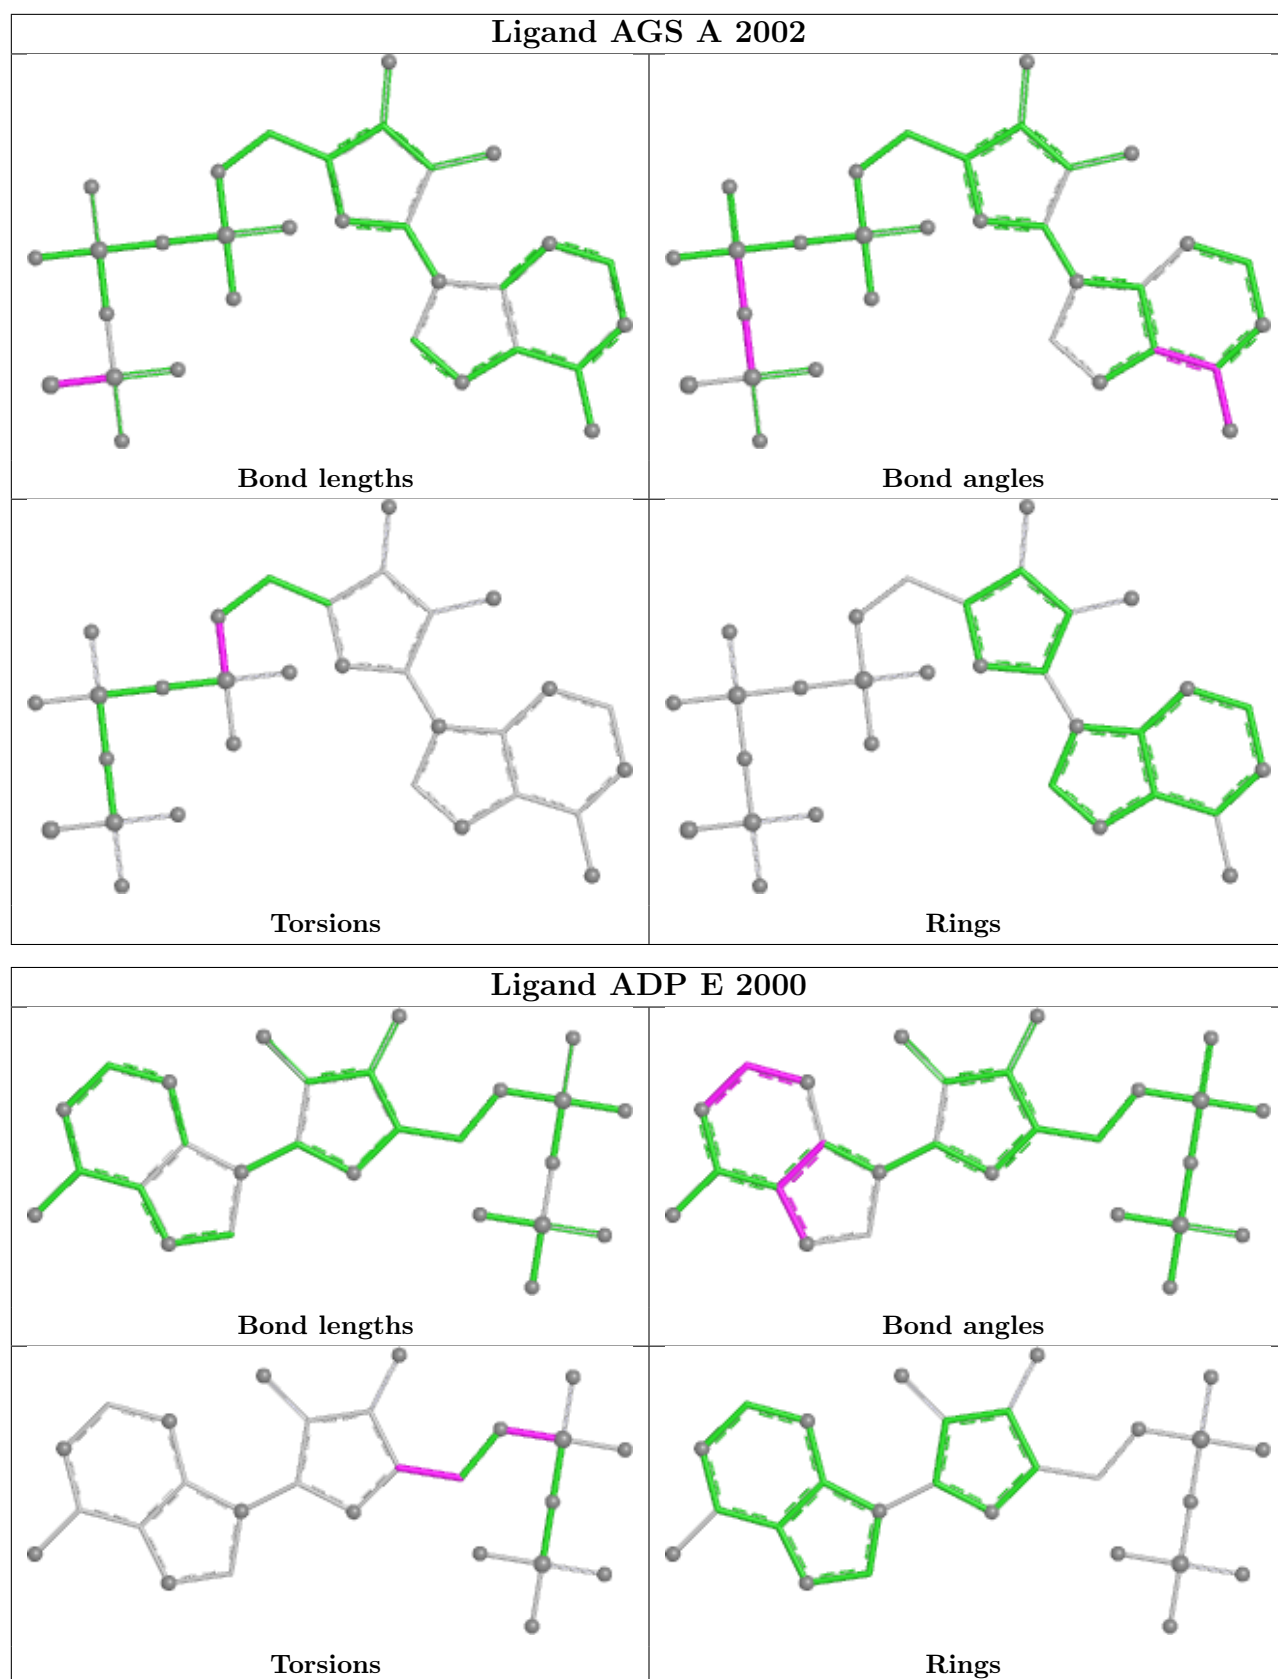 Ligand AGS A 2002
Bond lengths
Bond angles
Torsions
Rings
Ligand ADP E 2000
Bond lengths
Bond angles
Torsions
Rings